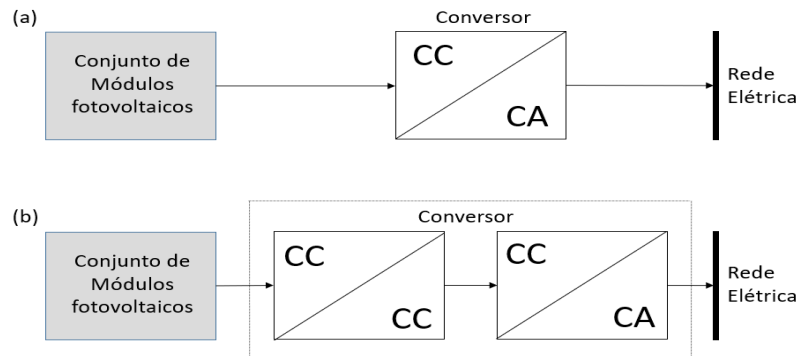 (a)
Conversor
Conjunto de
Módulos
fotovoltaicos
CC
CA
Rede
Elétrica
(b)
Conversor
Conjunto de
Módulos
fotovoltaicos
CC
CC
CC
CA
Rede
Elétrica